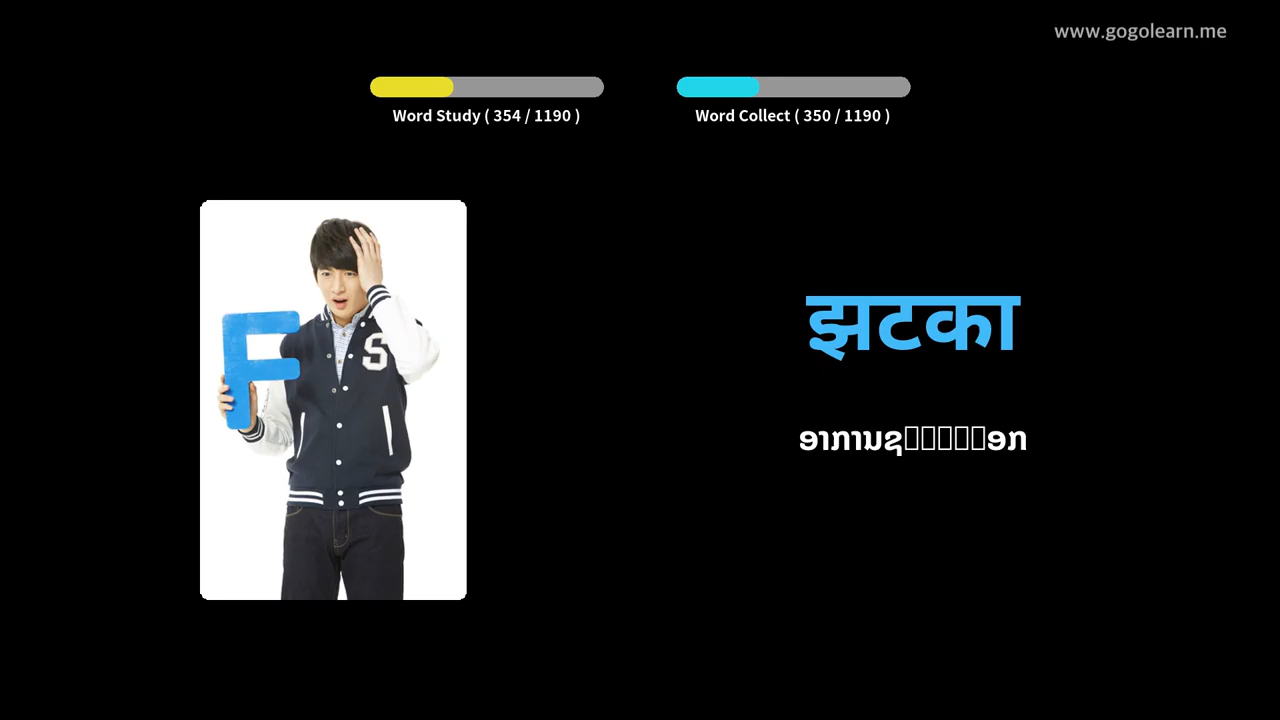 www.gogolearn.me
Word Study ( 354 / 1190 )
Word Collect ( 350 / 1190 )
F
S
झटका